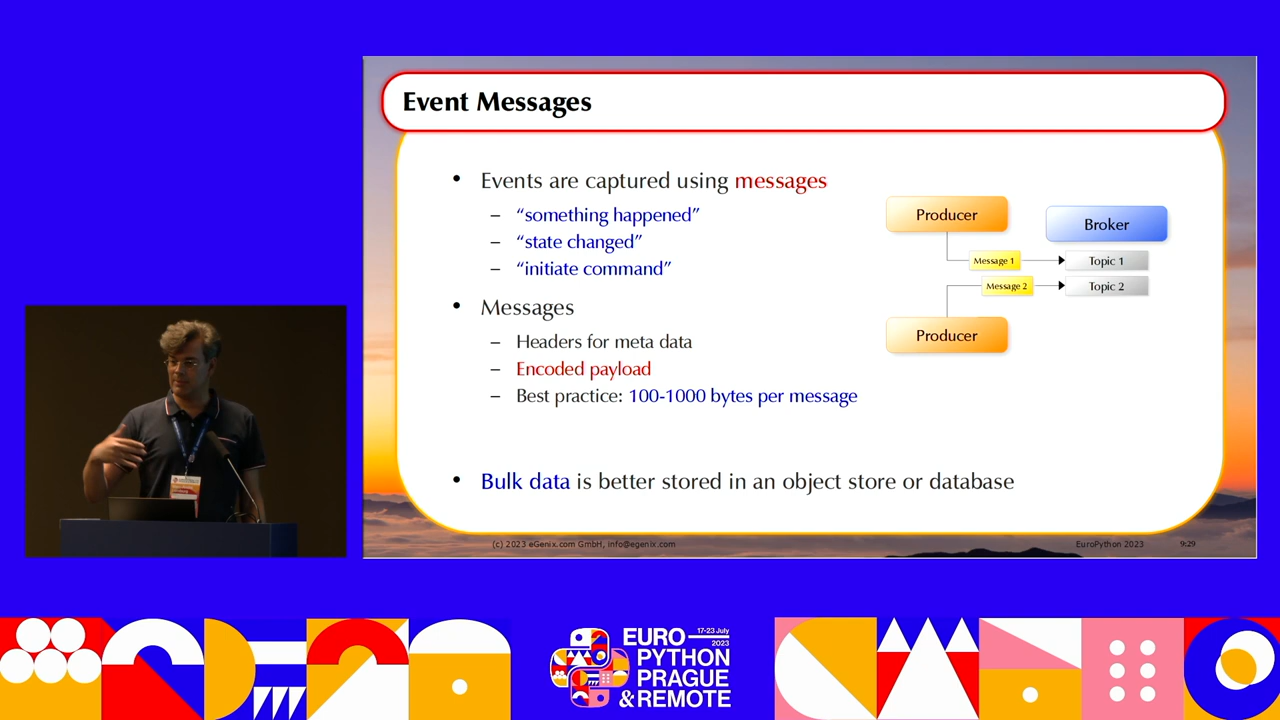 Event Messages
• Events are captured using messages
– “something happened”
– “state changed”
– “initiate command”
• Messages
– Headers for meta data
– Encoded payload
– Best practice: 100-1000 bytes per message
• Bulk data is better stored in an object store or database
Producer
Broker
Message 1
Topic 1
Message 2
Topic 2
Producer
(c) 2023 eGenix.com GmbH, info@egenix.com
EuroPython 2023
9:29
EURO
17-23 July
2023
PYTHON
PRAGUE
&REMOTE